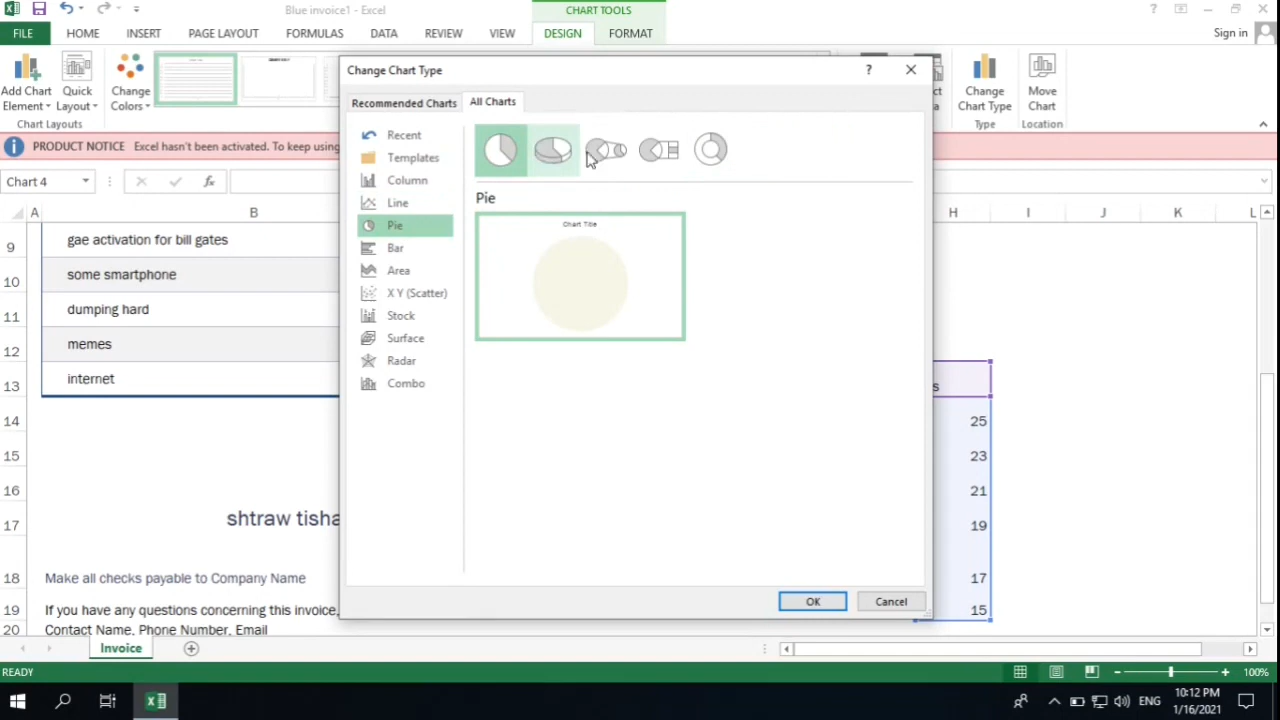 Blue invoice1 - Excel
CHART TOOLS
?
FILE
HOME
INSERT
PAGE LAYOUT
FORMULAS
DATA
REVIEW
VIEW
DESIGN
FORMAT
Sign in
Add Chart
Element
Quick
Layout
Change
Colors
Chart Layouts
Change
Chart Type
Move
Chart
Type
Location
PRODUCT NOTICE Excel hasn't been activated. To keep using
Chart 4
fx
A B H I J K L
9 gae activation for bill gates
10 some smartphone
11 dumping hard
12 memes
13 internet
14 25
15 23
16 21
17 19
shtraw tisha
18 Make all checks payable to Company Name 17
19 If you have any questions concerning this invoice, 15
20 Contact Name, Phone Number, Email
Change Chart Type
?
Recommended Charts
All Charts
Recent
Templates
Column
Line
Pie
Bar
Area
X Y (Scatter)
Stock
Surface
Radar
Combo
Pie
Chart Title
OK
Cancel
Invoice
READY
100%
ENG
10:12 PM
1/16/2021